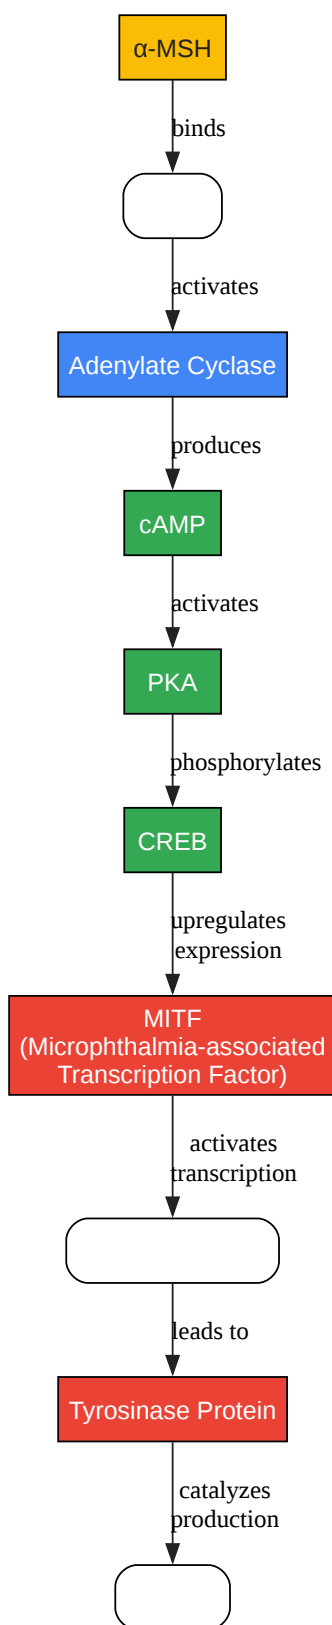 α-MSH
binds
activates
Adenylate Cyclase
produces
cAMP
activates
PKA
phosphorylates
CREB
upregulates
expression
MITF
(Microphthalmia-associated
Transcription Factor)
activates
transcription
leads to
Tyrosinase Protein
catalyzes
production